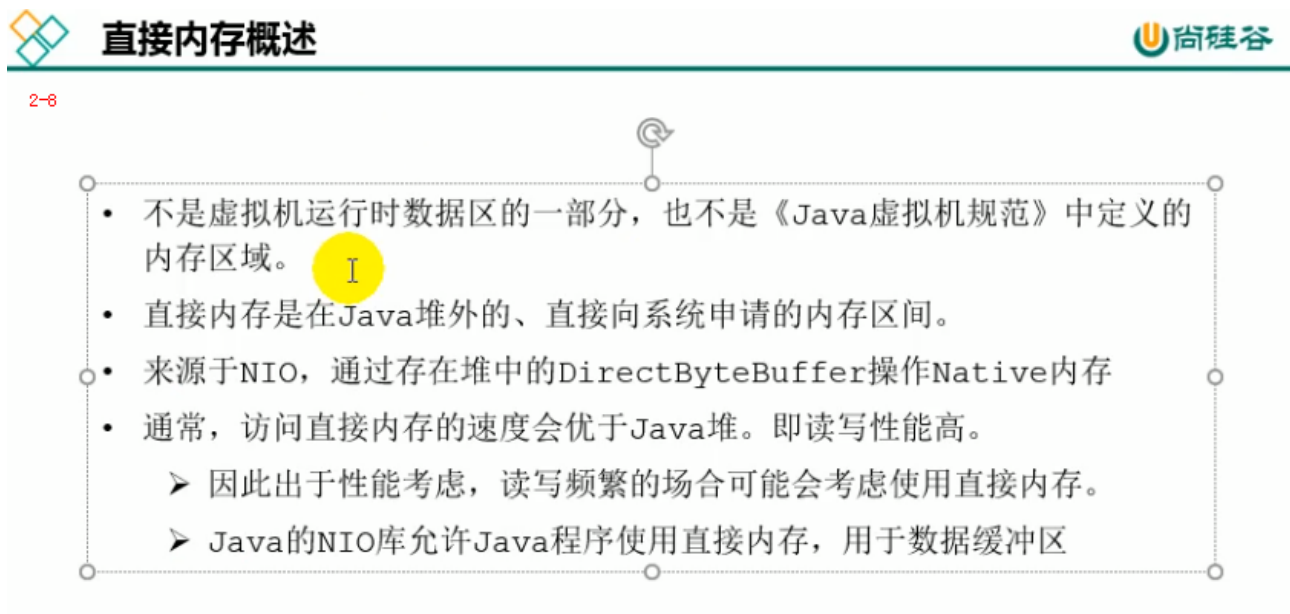 直接内存概述
尚硅谷
2-8
• 不是虚拟机运行时数据区的一部分，也不是《Java虚拟机规范》中定义的
内存区域。
• 直接内存是在Java堆外的、直接向系统申请的内存区间。
• 来源于NIO，通过存在堆中的DirectByteBuffer操作Native内存
• 通常，访问直接内存的速度会优于Java堆。即读写性能高。
➢ 因此出于性能考虑，读写频繁的场合可能会考虑使用直接内存。
➢ Java的NIO库允许Java程序使用直接内存，用于数据缓冲区